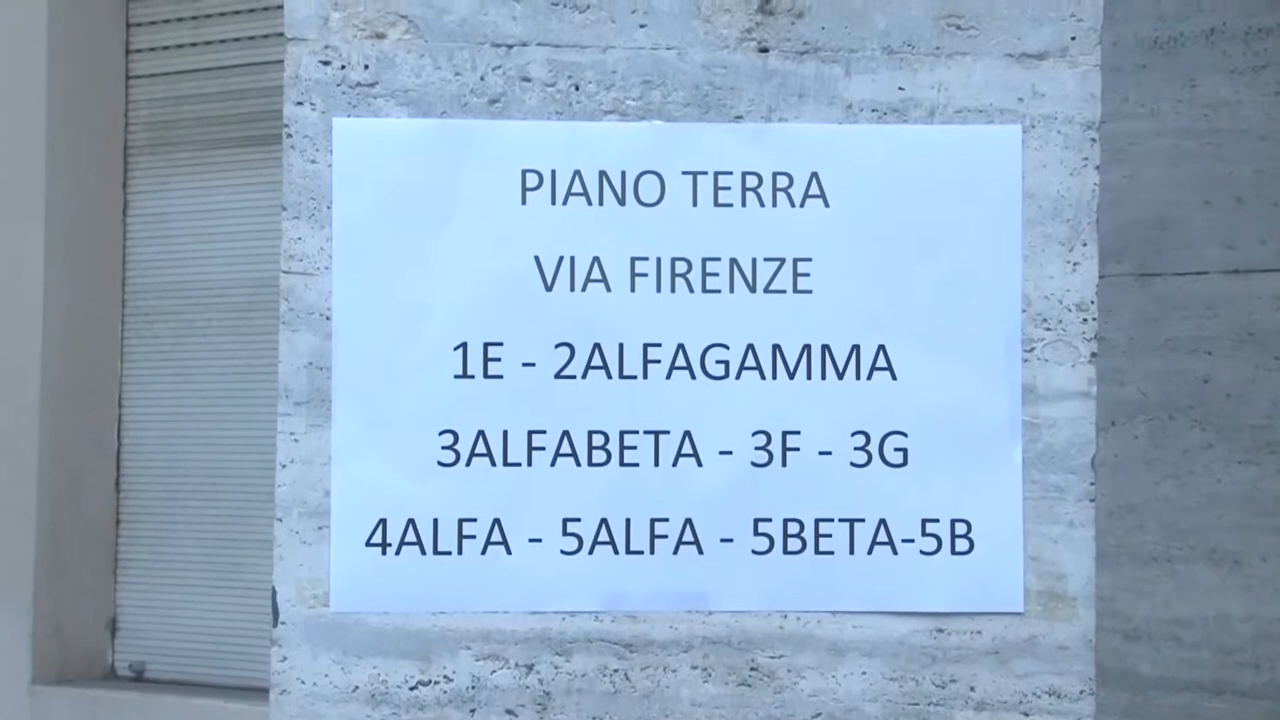 PIANO TERRA
VIA FIRENZE
1E - 2ALFAGAMMA
3ALFABETA - 3F - 3G
4ALFA - 5ALFA - 5BETA-5B